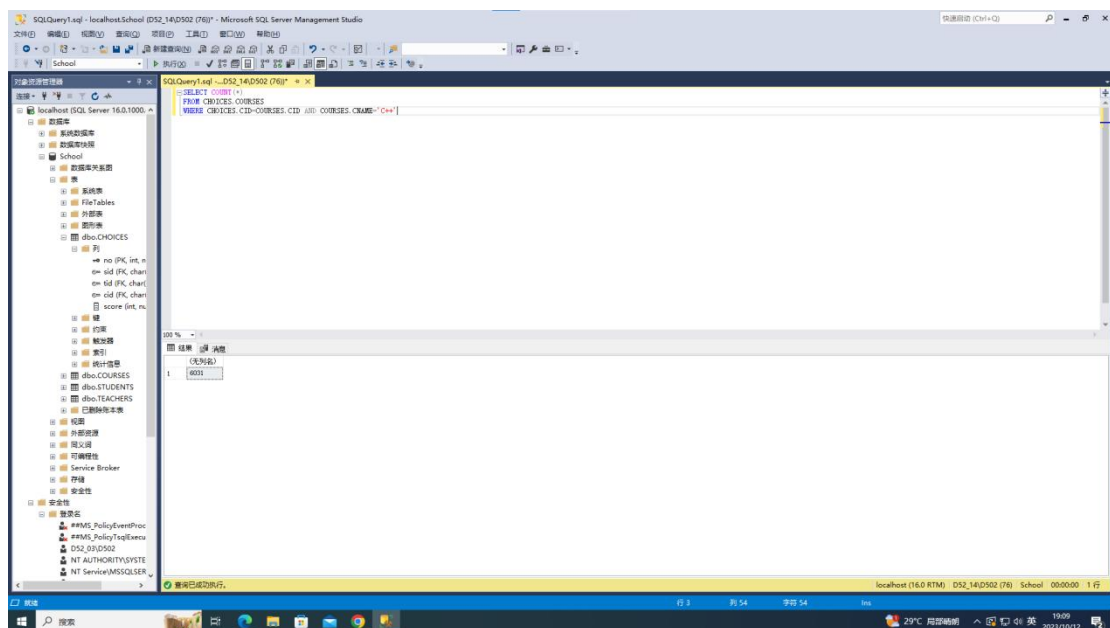 SQLQuery1.sql - localhost.School (D52_14\D502 (76))* - Microsoft SQL Server Management Studio
快速启动 (Ctrl+Q)
文件(F) 编辑(E) 视图(V) 查询(Q) 项目(P) 工具(T) 窗口(W) 帮助(H)
新建查询(N)
School 执行(X)
对象资源管理器
连接
localhost (SQL Server 16.0.1000.
数据库
系统数据库
数据库快照
School
数据库关系图
表
系统表
FileTables
外部表
图形表
dbo.CHOICES
列
no (PK, int, n
sid (FK, char(
tid (FK, char(
cid (FK, char(
score (int, nu
键
约束
触发器
索引
统计信息
dbo.COURSES
dbo.STUDENTS
dbo.TEACHERS
已删除账本表
视图
外部资源
同义词
可编程性
Service Broker
存储
安全性
安全性
登录名
##MS_PolicyEventProc
##MS_PolicyTsqlExecu
D52_03\D502
NT AUTHORITY\SYSTE
NT Service\MSSQLSER
SQLQuery1.sql -...D52_14\D502 (76))*
SELECT COUNT(*)
FROM CHOICES,COURSES
WHERE CHOICES.CID=COURSES.CID AND COURSES.CNAME='C++'
100 %
结果 消息
(无列名)
1 6031
查询已成功执行。
localhost (16.0 RTM) D52_14\D502 (76) School 00:00:00 1 行
就绪 行 3 列 54 字符 54 Ins
搜索
29°C 局部晴朗 英 19:09
2023/10/12